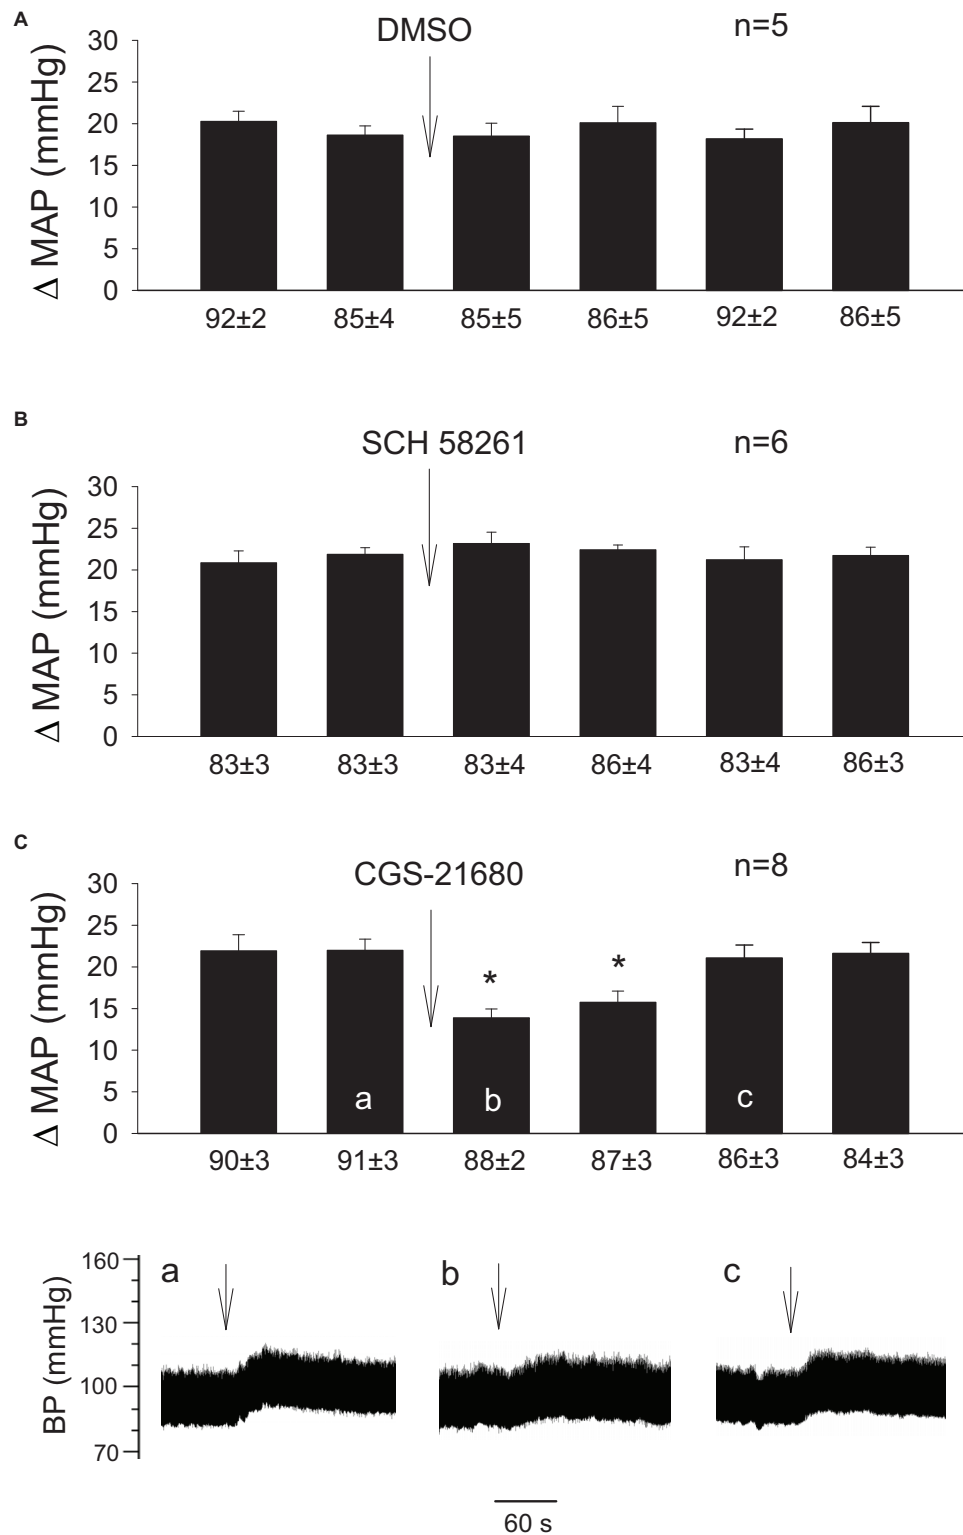 A
DMSO n=5
Δ MAP (mmHg)
30
25
20
15
10
5
0
92±2 85±4 85±5 86±5 92±2 86±5
B
SCH 58261 n=6
Δ MAP (mmHg)
30
25
20
15
10
5
0
83±3 83±3 83±4 86±4 83±4 86±3
C
CGS-21680 n=8
Δ MAP (mmHg)
30
25
20
15
10
5
0
* *
a b c
90±3 91±3 88±2 87±3 86±3 84±3
BP (mmHg)
160
130
100
70
a b c
60 s